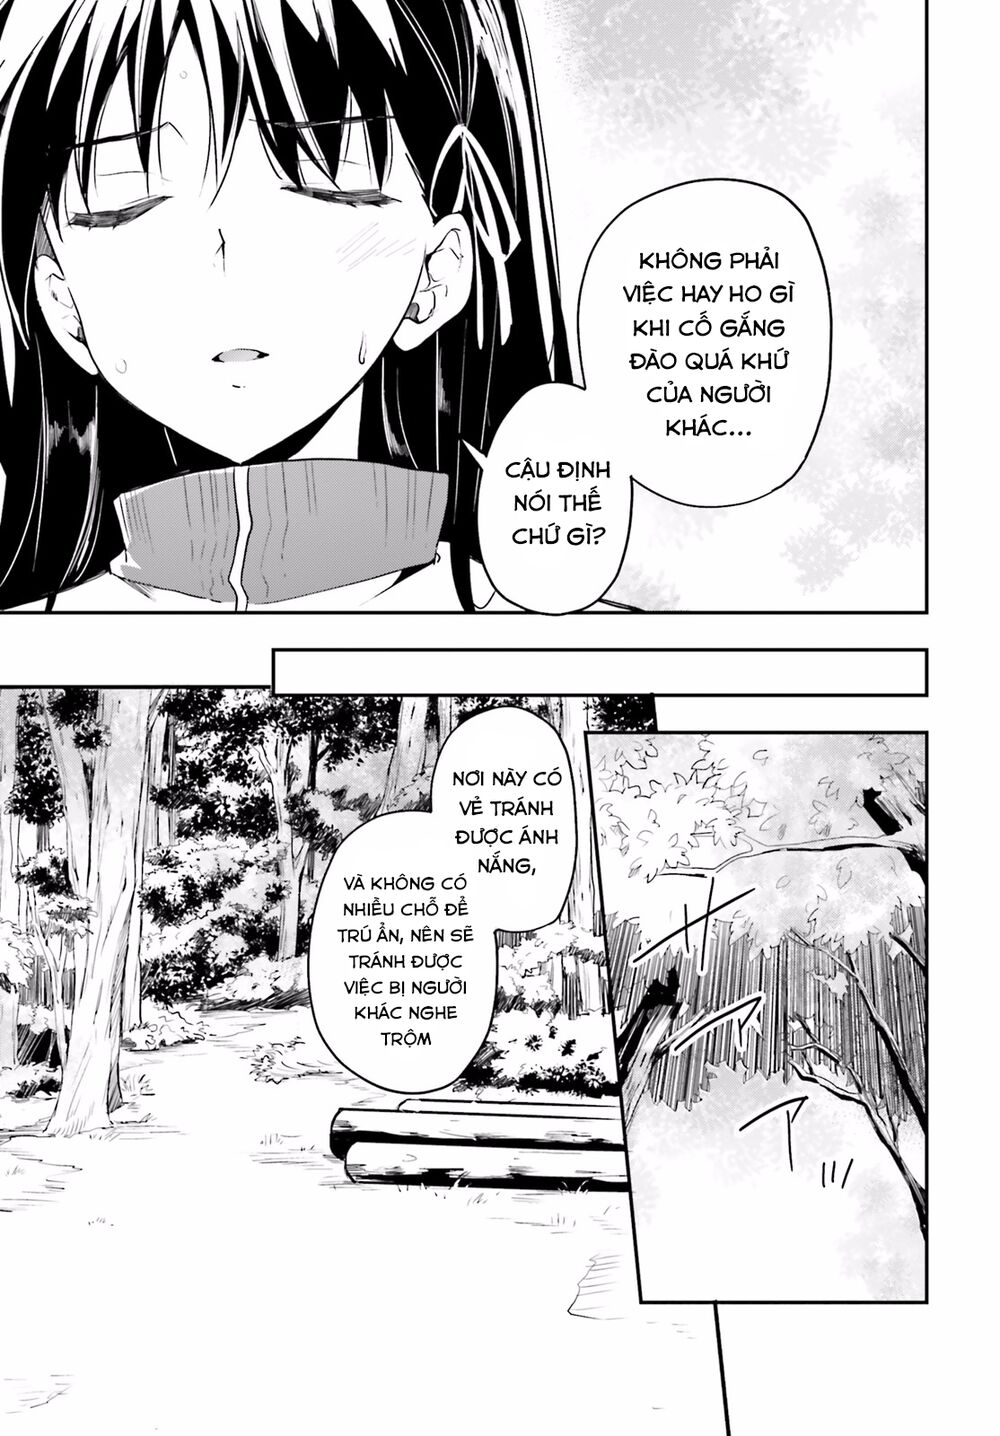 KHÔNG PHẢI
VIỆC HAY HO GÌ
KHI CỐ GẮNG
ĐÀO QUÁ KHỨ
CỦA NGƯỜI
KHÁC...
CẬU ĐỊNH
NÓI THẾ
CHỨ GÌ?
NƠI NÀY CÓ
VẺ TRÁNH
ĐƯỢC ÁNH
NẮNG,
VÀ KHÔNG CÓ
NHIỀU CHỖ ĐỂ
TRÚ ẨN, NÊN SẼ
TRÁNH ĐƯỢC
VIỆC BỊ NGƯỜI
KHÁC NGHE
TRỘM